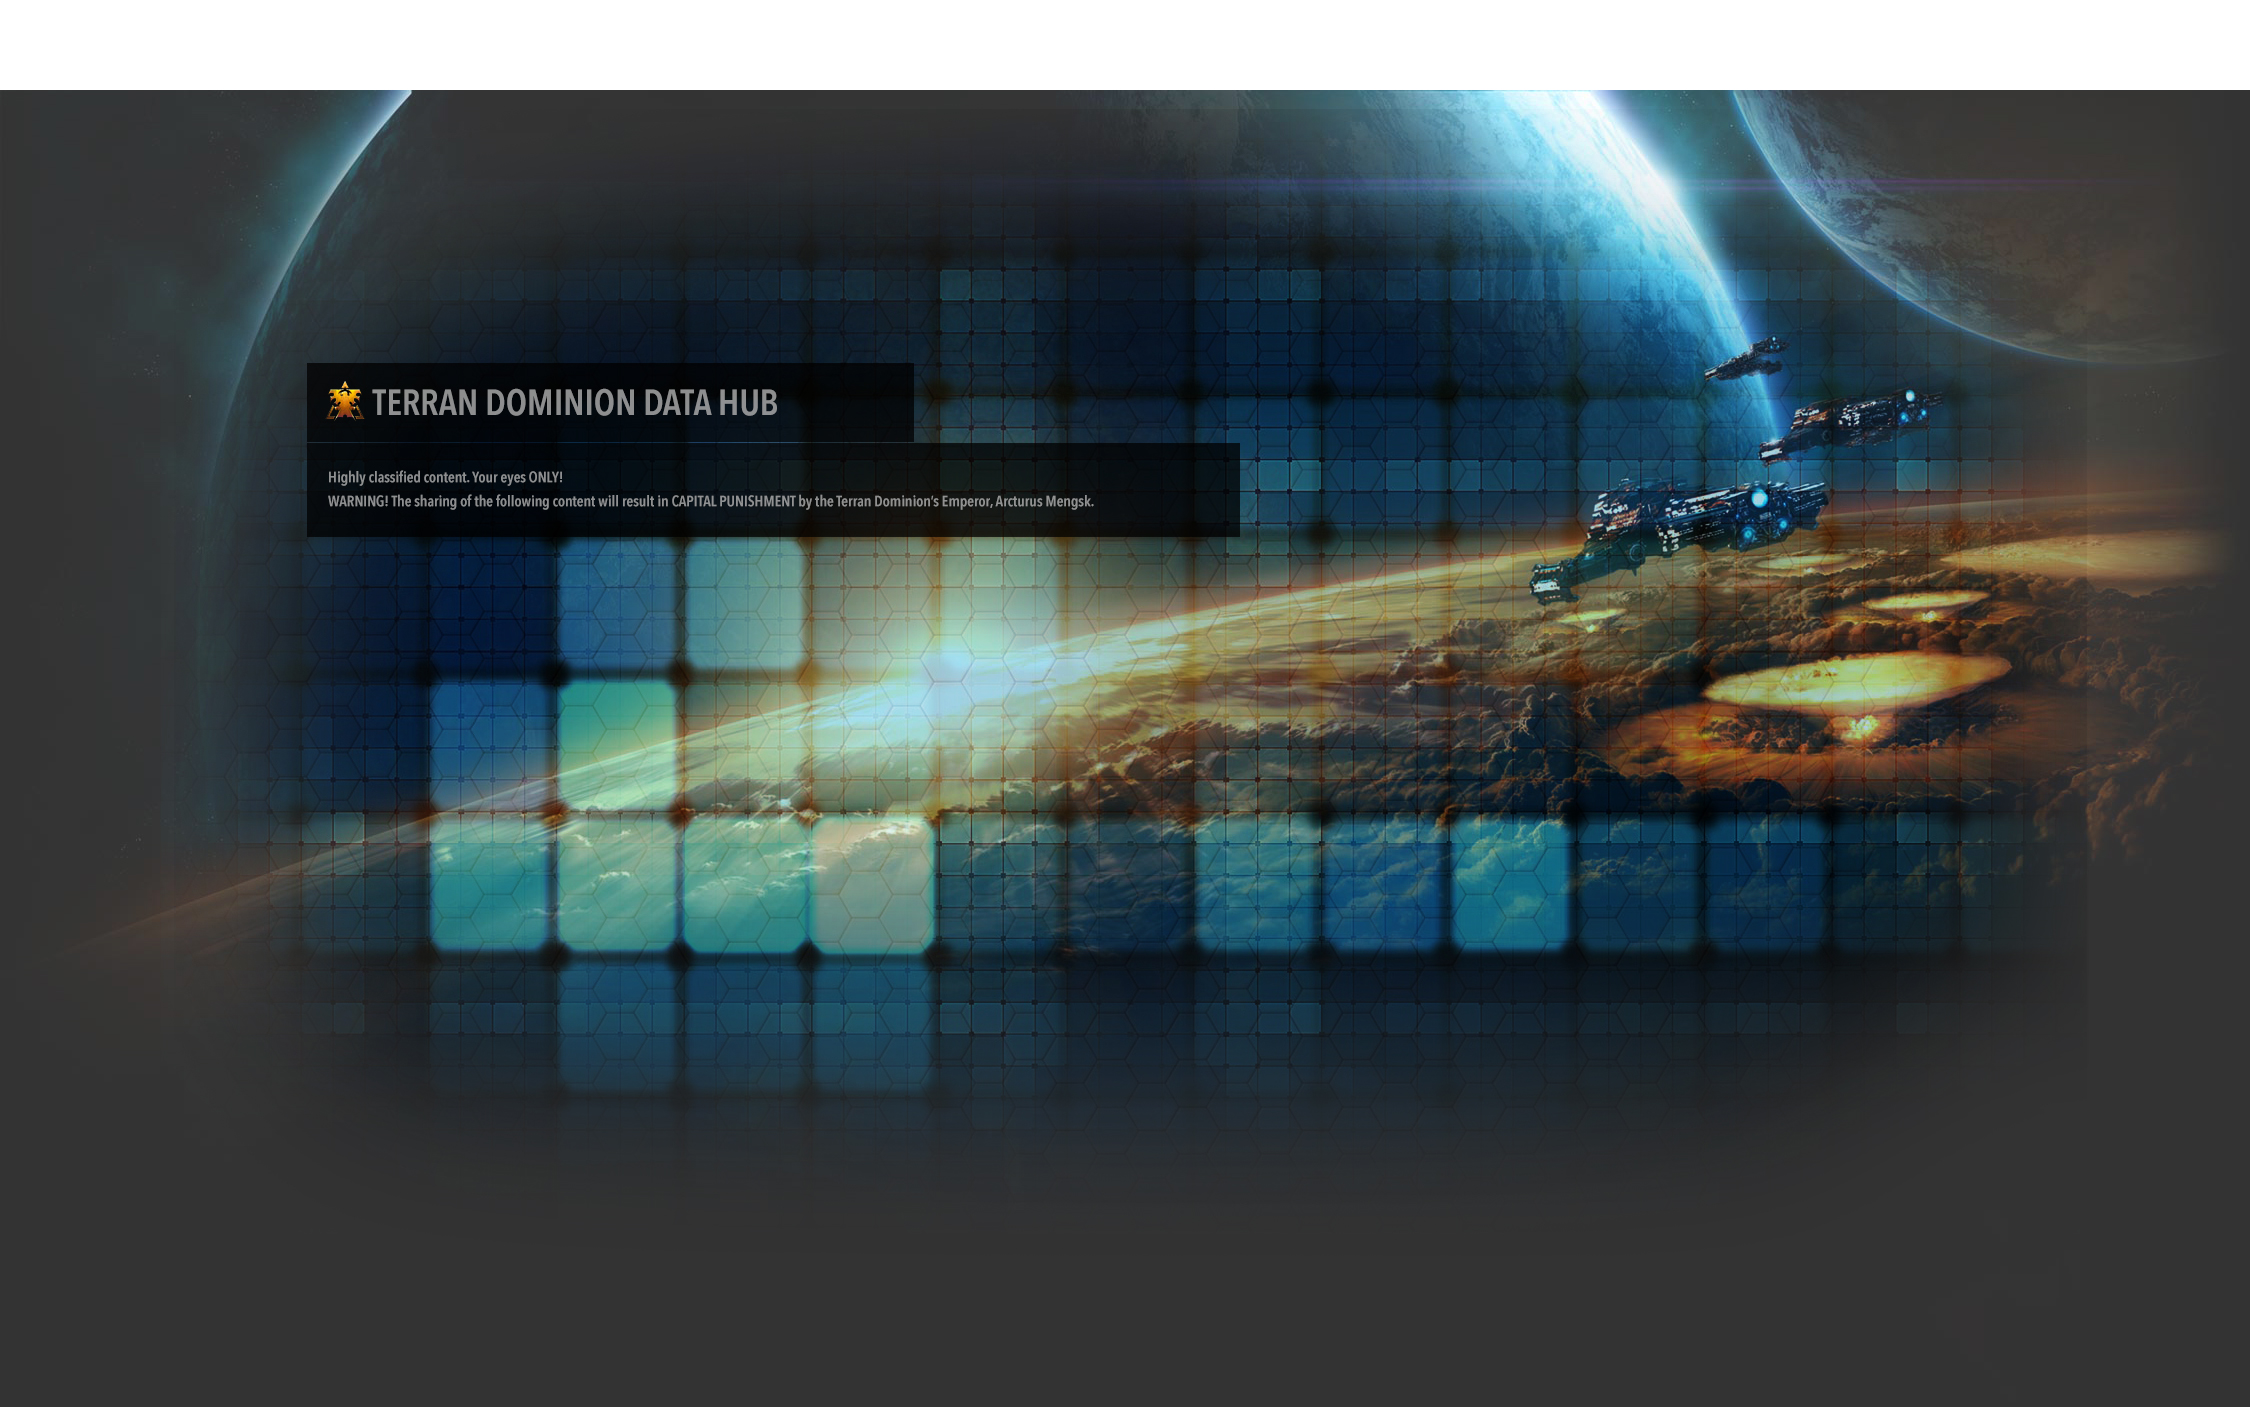 TERRAN DOMINION DATA HUB
Highly classified content. Your eyes ONLY!
WARNING! The sharing of the following content will result in CAPITAL PUNISHMENT by the Terran Dominion’s Emperor, Arcturus Mengsk.